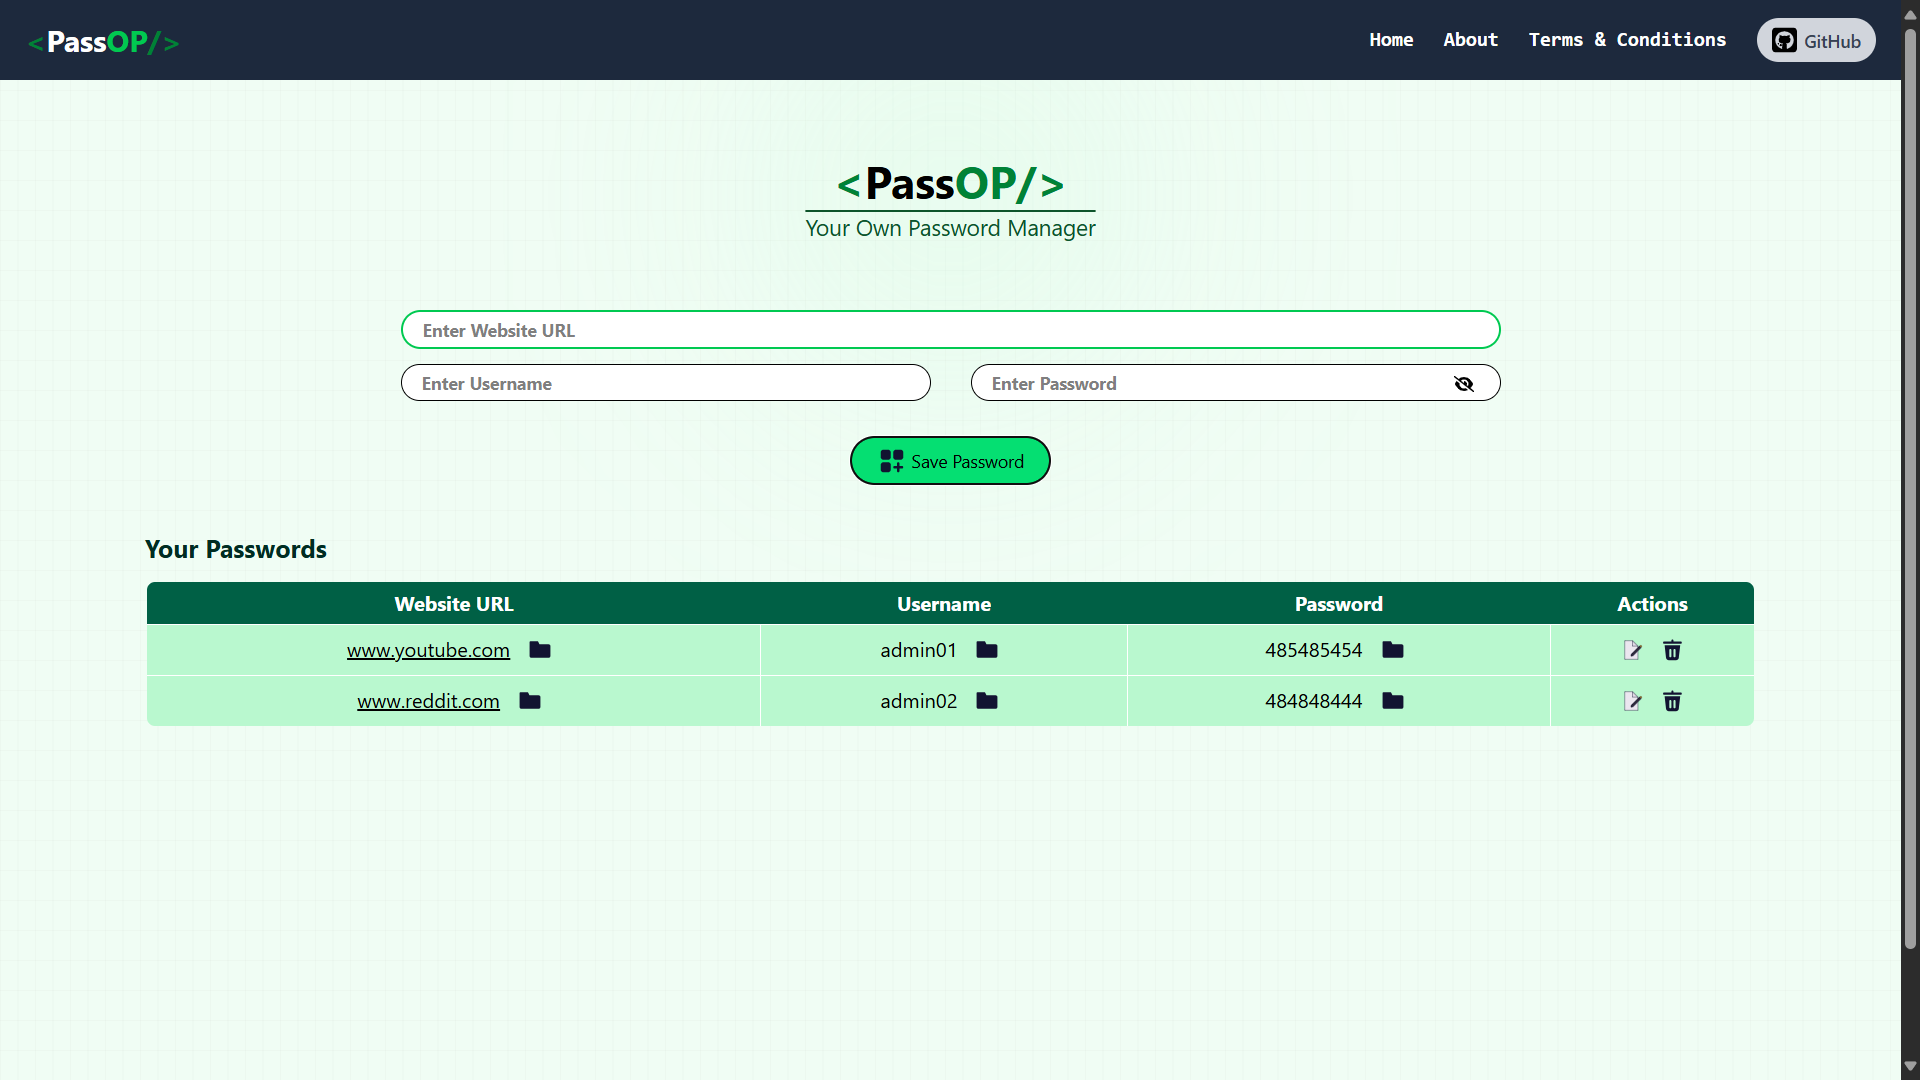 <PassOP/>
Home About Terms & Conditions GitHub
<PassOP/>
Your Own Password Manager
Enter Website URL
Enter Username Enter Password
Save Password
Your Passwords
Website URL Username Password Actions
www.youtube.com admin01 485485454
www.reddit.com admin02 484848444